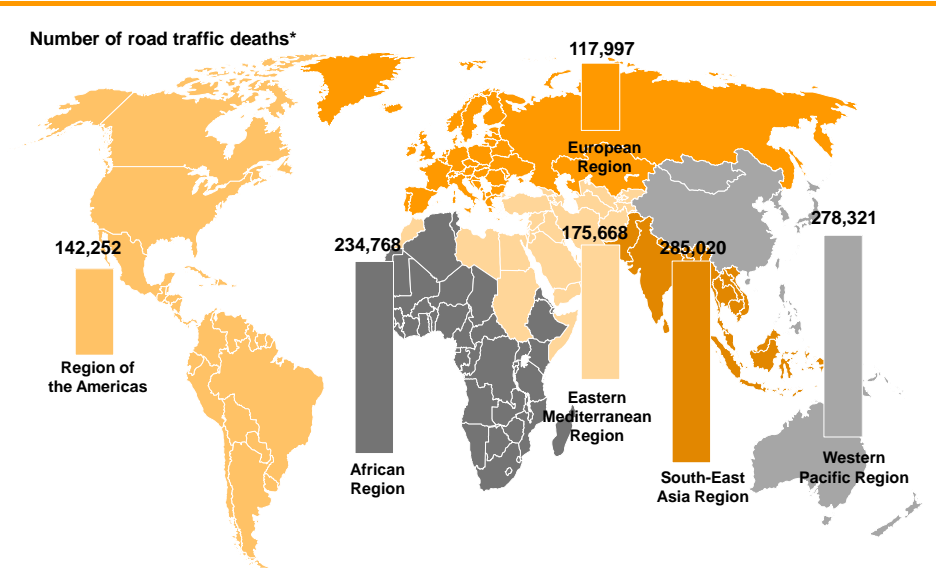 Number of road traffic deaths*
117,997
European
Region
142,252
Region of
the Americas
234,768
African
Region
175,668
Eastern
Mediterranean
Region
285,020
South-East
Asia Region
278,321
Western
Pacific Region